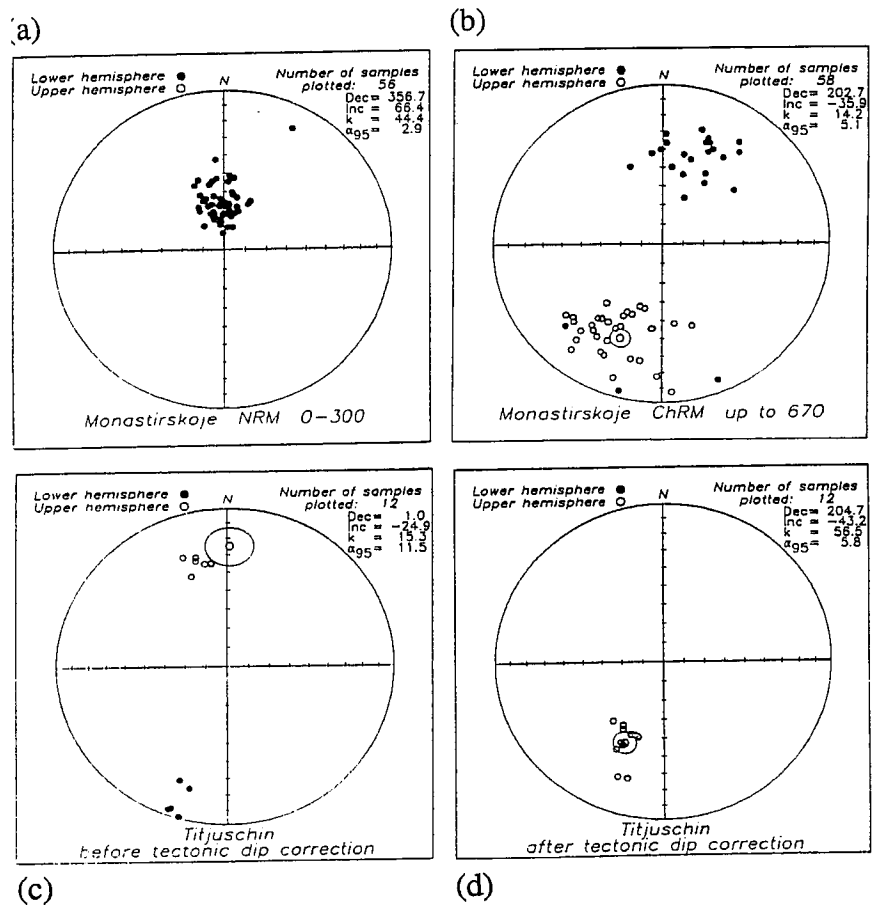 (a)
Lower hemisphere ●
Upper hemisphere ○
N
Number of samples
plotted: 56
Dec= 356.7
Inc = 66.4
k = 44.4
α95 = 2.9
Monastirskoje NRM 0-300
(b)
Lower hemisphere ●
Upper hemisphere ○
N
Number of samples
plotted: 58
Dec= 202.7
Inc = -35.9
k = 14.2
α95 = 5.1
Monastirskoje ChRM up to 670
Lower hemisphere ●
Upper hemisphere ○
N
Number of samples
plotted: 12
Dec= 1.0
Inc = -24.9
k = 15.3
α95 = 11.5
Titjuschin
before tectonic dip correction
(c)
Lower hemisphere ●
Upper hemisphere ○
N
Number of samples
plotted: 12
Dec= 204.7
Inc = -43.2
k = 56.5
α95 = 5.8
Titjuschin
after tectonic dip correction
(d)